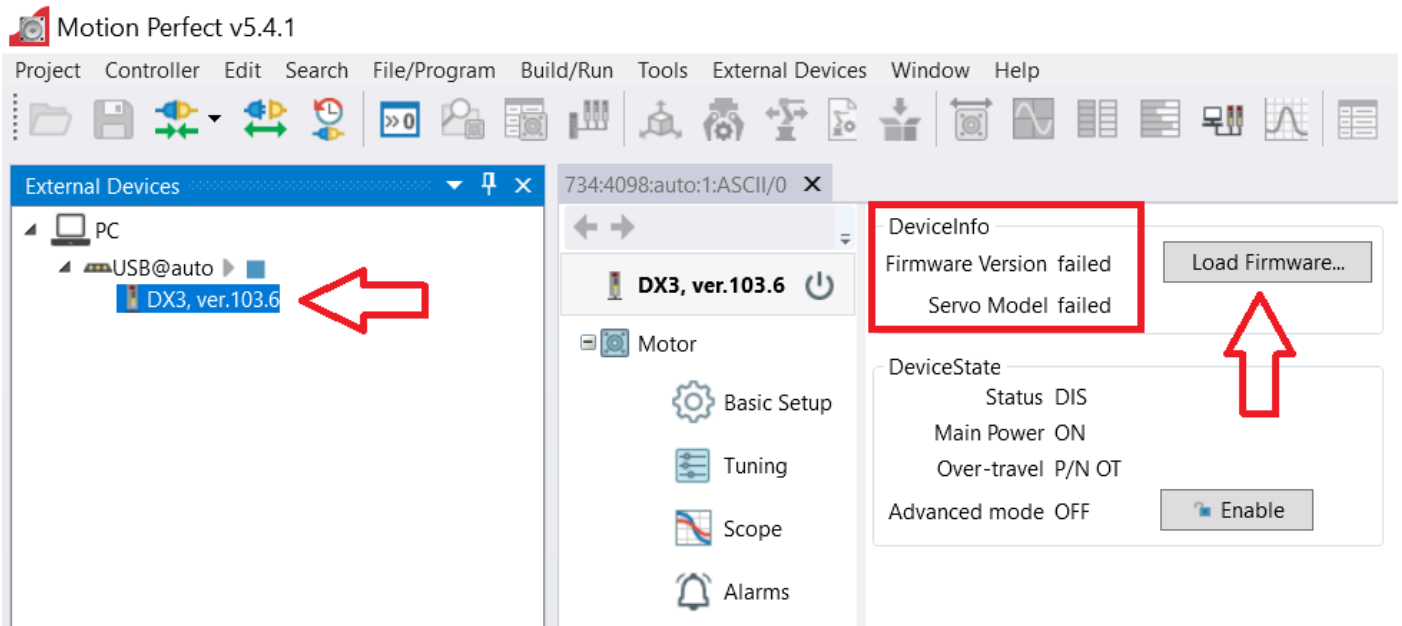 Motion Perfect v5.4.1
Project Controller Edit Search File/Program Build/Run Tools External Devices Window Help
»0
External Devices
734:4098:auto:1:ASCII/0
PC
USB@auto
DX3, ver.103.6
DX3, ver.103.6
Motor
Basic Setup
Tuning
Scope
Alarms
DeviceInfo
Firmware Version failed
Load Firmware...
Servo Model failed
DeviceState
Status DIS
Main Power ON
Over-travel P/N OT
Advanced mode OFF
Enable